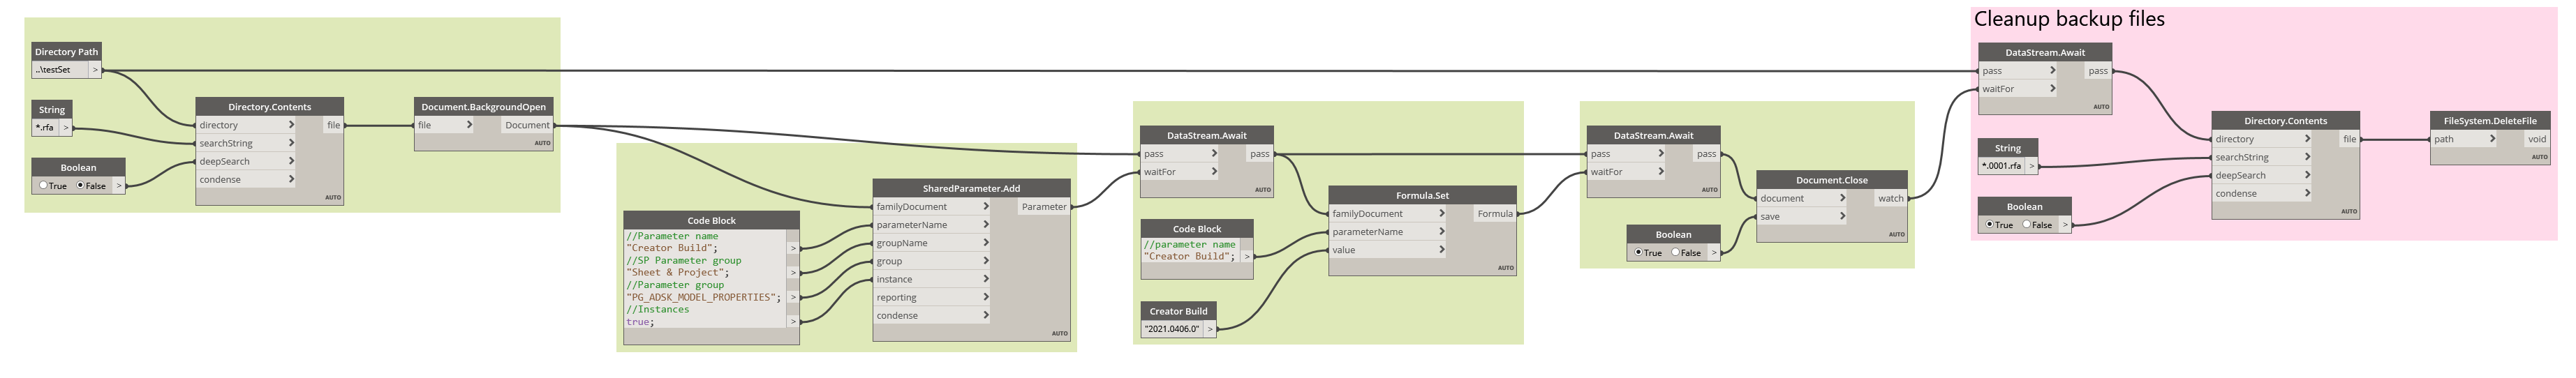 Directory Path
..\testSet >
String
*.rfa >
Boolean
True False >
Directory.Contents
directory > file
searchString >
deepSearch >
condense >
AUTO
Document.BackgroundOpen
file > Document
AUTO
Code Block
//Parameter name
"Creator Build"; >
//SP Parameter group
"Sheet & Project"; >
//Parameter group
"PG_ADSK_MODEL_PROPERTIES"; >
//Instances
true; >
SharedParameter.Add
familyDocument > Parameter
parameterName >
groupName >
group >
instance >
reporting >
condense >
AUTO
DataStream.Await
pass > pass
waitFor >
AUTO
Code Block
//parameter name
"Creator Build"; >
Creator Build
"2021.0406.0" >
Formula.Set
familyDocument > Formula
parameterName >
value >
AUTO
DataStream.Await
pass > pass
waitFor >
AUTO
Boolean
True False >
Document.Close
document > watch
save >
AUTO
Cleanup backup files
DataStream.Await
pass > pass
waitFor >
AUTO
String
*.0001.rfa >
Boolean
True False >
Directory.Contents
directory > file
searchString >
deepSearch >
condense >
AUTO
FileSystem.DeleteFile
path > void
AUTO